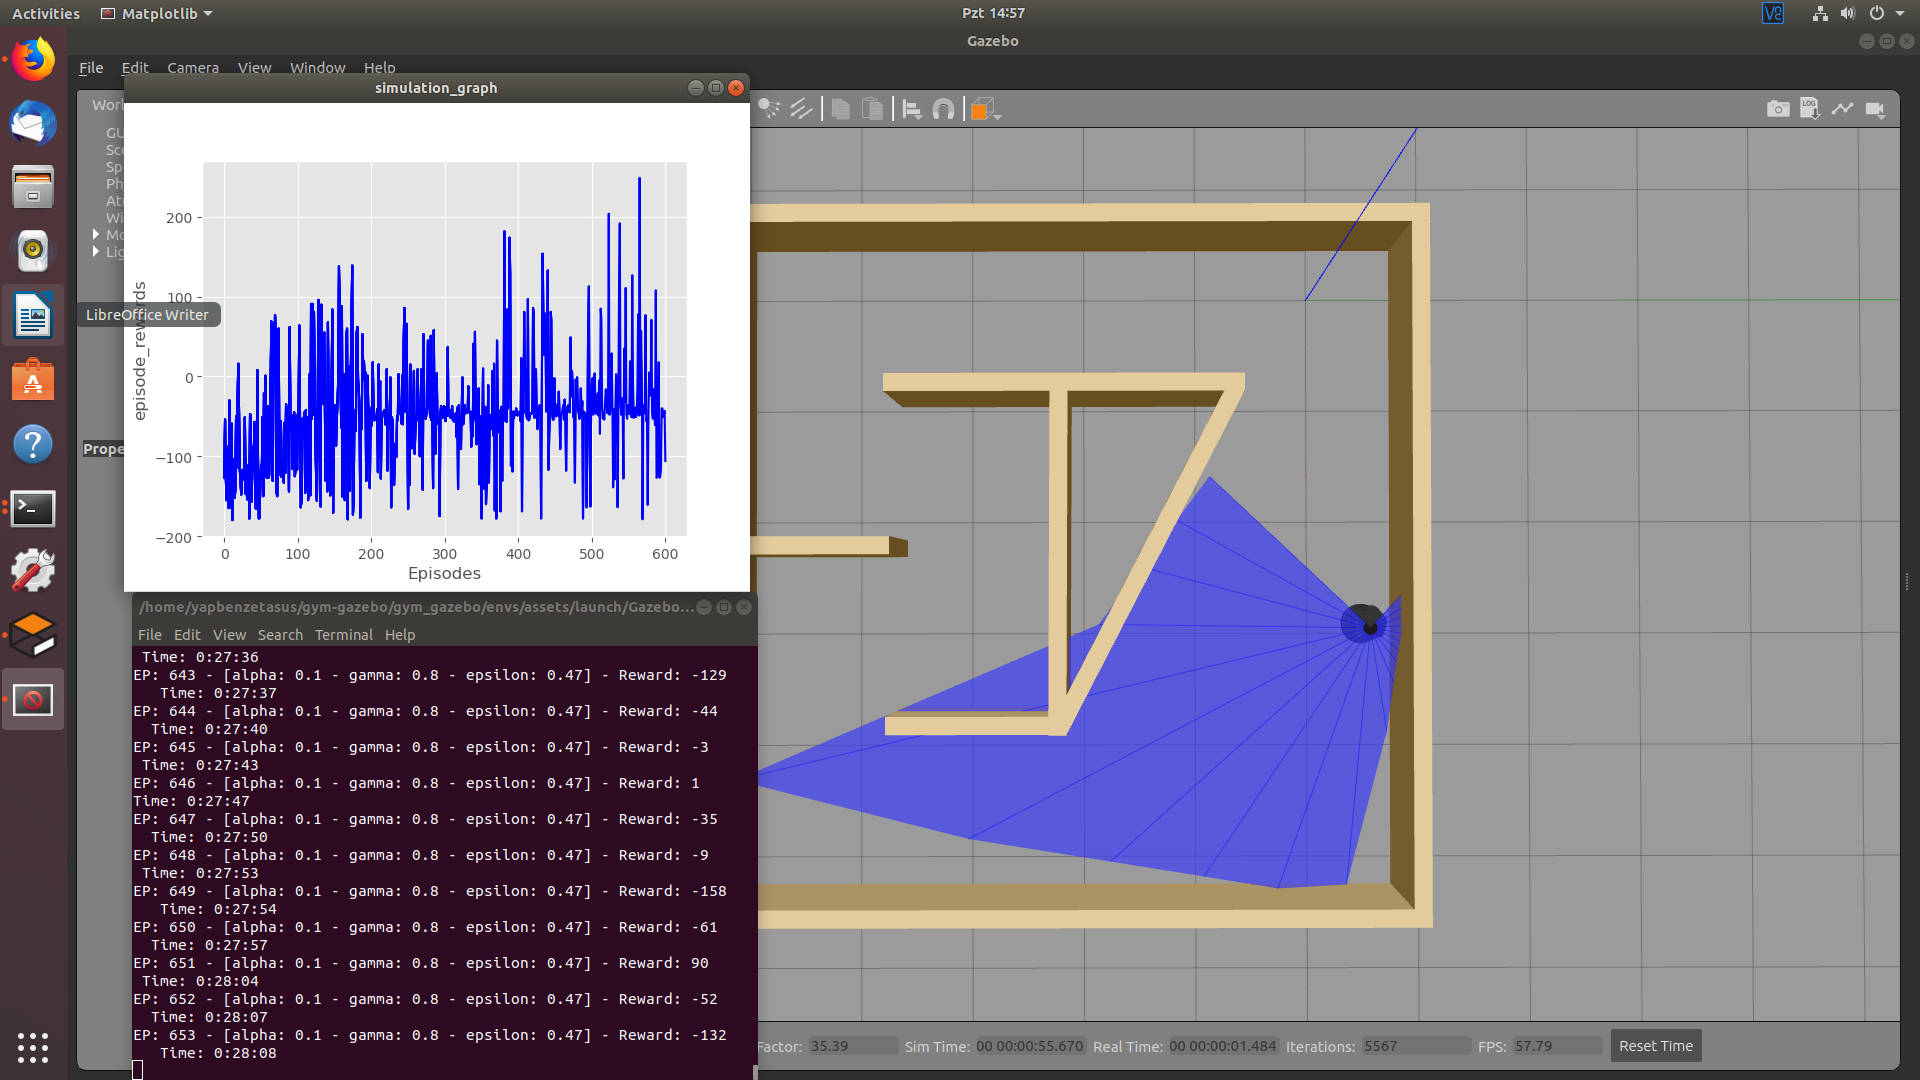 Activities
Matplotlib
Pzt 14:57
Gazebo
File Edit Camera View Window Help
simulation_graph
episode_rewards
200
100
0
−100
−200
0 100 200 300 400 500 600
Episodes
LibreOffice Writer
LOG
/home/yapbenzetasus/gym-gazebo/gym_gazebo/envs/assets/launch/Gazebo...
File Edit View Search Terminal Help
Time: 0:27:36
EP: 643 - [alpha: 0.1 - gamma: 0.8 - epsilon: 0.47] - Reward: -129
Time: 0:27:37
EP: 644 - [alpha: 0.1 - gamma: 0.8 - epsilon: 0.47] - Reward: -44
Time: 0:27:40
EP: 645 - [alpha: 0.1 - gamma: 0.8 - epsilon: 0.47] - Reward: -3
Time: 0:27:43
EP: 646 - [alpha: 0.1 - gamma: 0.8 - epsilon: 0.47] - Reward: 1
Time: 0:27:47
EP: 647 - [alpha: 0.1 - gamma: 0.8 - epsilon: 0.47] - Reward: -35
Time: 0:27:50
EP: 648 - [alpha: 0.1 - gamma: 0.8 - epsilon: 0.47] - Reward: -9
Time: 0:27:53
EP: 649 - [alpha: 0.1 - gamma: 0.8 - epsilon: 0.47] - Reward: -158
Time: 0:27:54
EP: 650 - [alpha: 0.1 - gamma: 0.8 - epsilon: 0.47] - Reward: -61
Time: 0:27:57
EP: 651 - [alpha: 0.1 - gamma: 0.8 - epsilon: 0.47] - Reward: 90
Time: 0:28:04
EP: 652 - [alpha: 0.1 - gamma: 0.8 - epsilon: 0.47] - Reward: -52
Time: 0:28:07
EP: 653 - [alpha: 0.1 - gamma: 0.8 - epsilon: 0.47] - Reward: -132
Time: 0:28:08
Factor: 35.39 Sim Time: 00 00:00:55.670 Real Time: 00 00:00:01.484 Iterations: 5567 FPS: 57.79 Reset Time